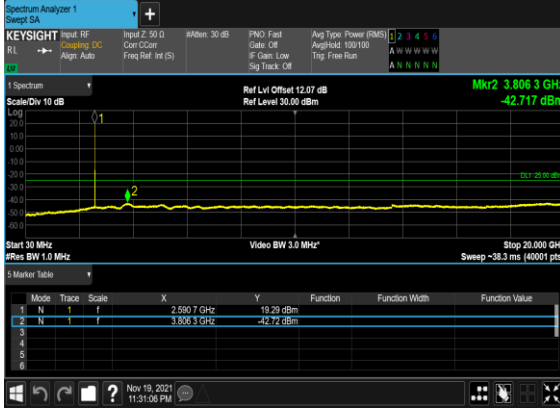 Spectrum Analyzer 1
Swept SA
+
KEYSIGHT Input: RF Input Z: 50 Ω #Atten: 30 dB PNO: Fast Avg Type: Power (RMS) 1 2 3 4 5 6
RL Coupling: DC Corr CCorr Gate: Off Avg|Hold: 100/100 A W W W W W
Align: Auto Freq Ref: Int (S) IF Gain: Low Trig: Free Run
Sig Track: Off A N N N N N
1 Spectrum
Ref Lvl Offset 12.07 dB Mkr2 3.806 3 GHz
Scale/Div 10 dB Ref Level 30.00 dBm -42.717 dBm
Log
20.0
10.0
0.00
-10.0
-20.0
-30.0
-40.0
-50.0
-60.0
1
2
DL1 -25.00 dBm
Start 30 MHz Video BW 3.0 MHz* Stop 20.000 GH
#Res BW 1.0 MHz Sweep ~38.3 ms (40001 pts
5 Marker Table
Mode Trace Scale X Y Function Function Width Function Value
1 N 1 f 2.590 7 GHz 19.29 dBm
2 N 1 f 3.806 3 GHz -42.72 dBm
3
4
5
6
? Nov 19, 2021
11:31:06 PM